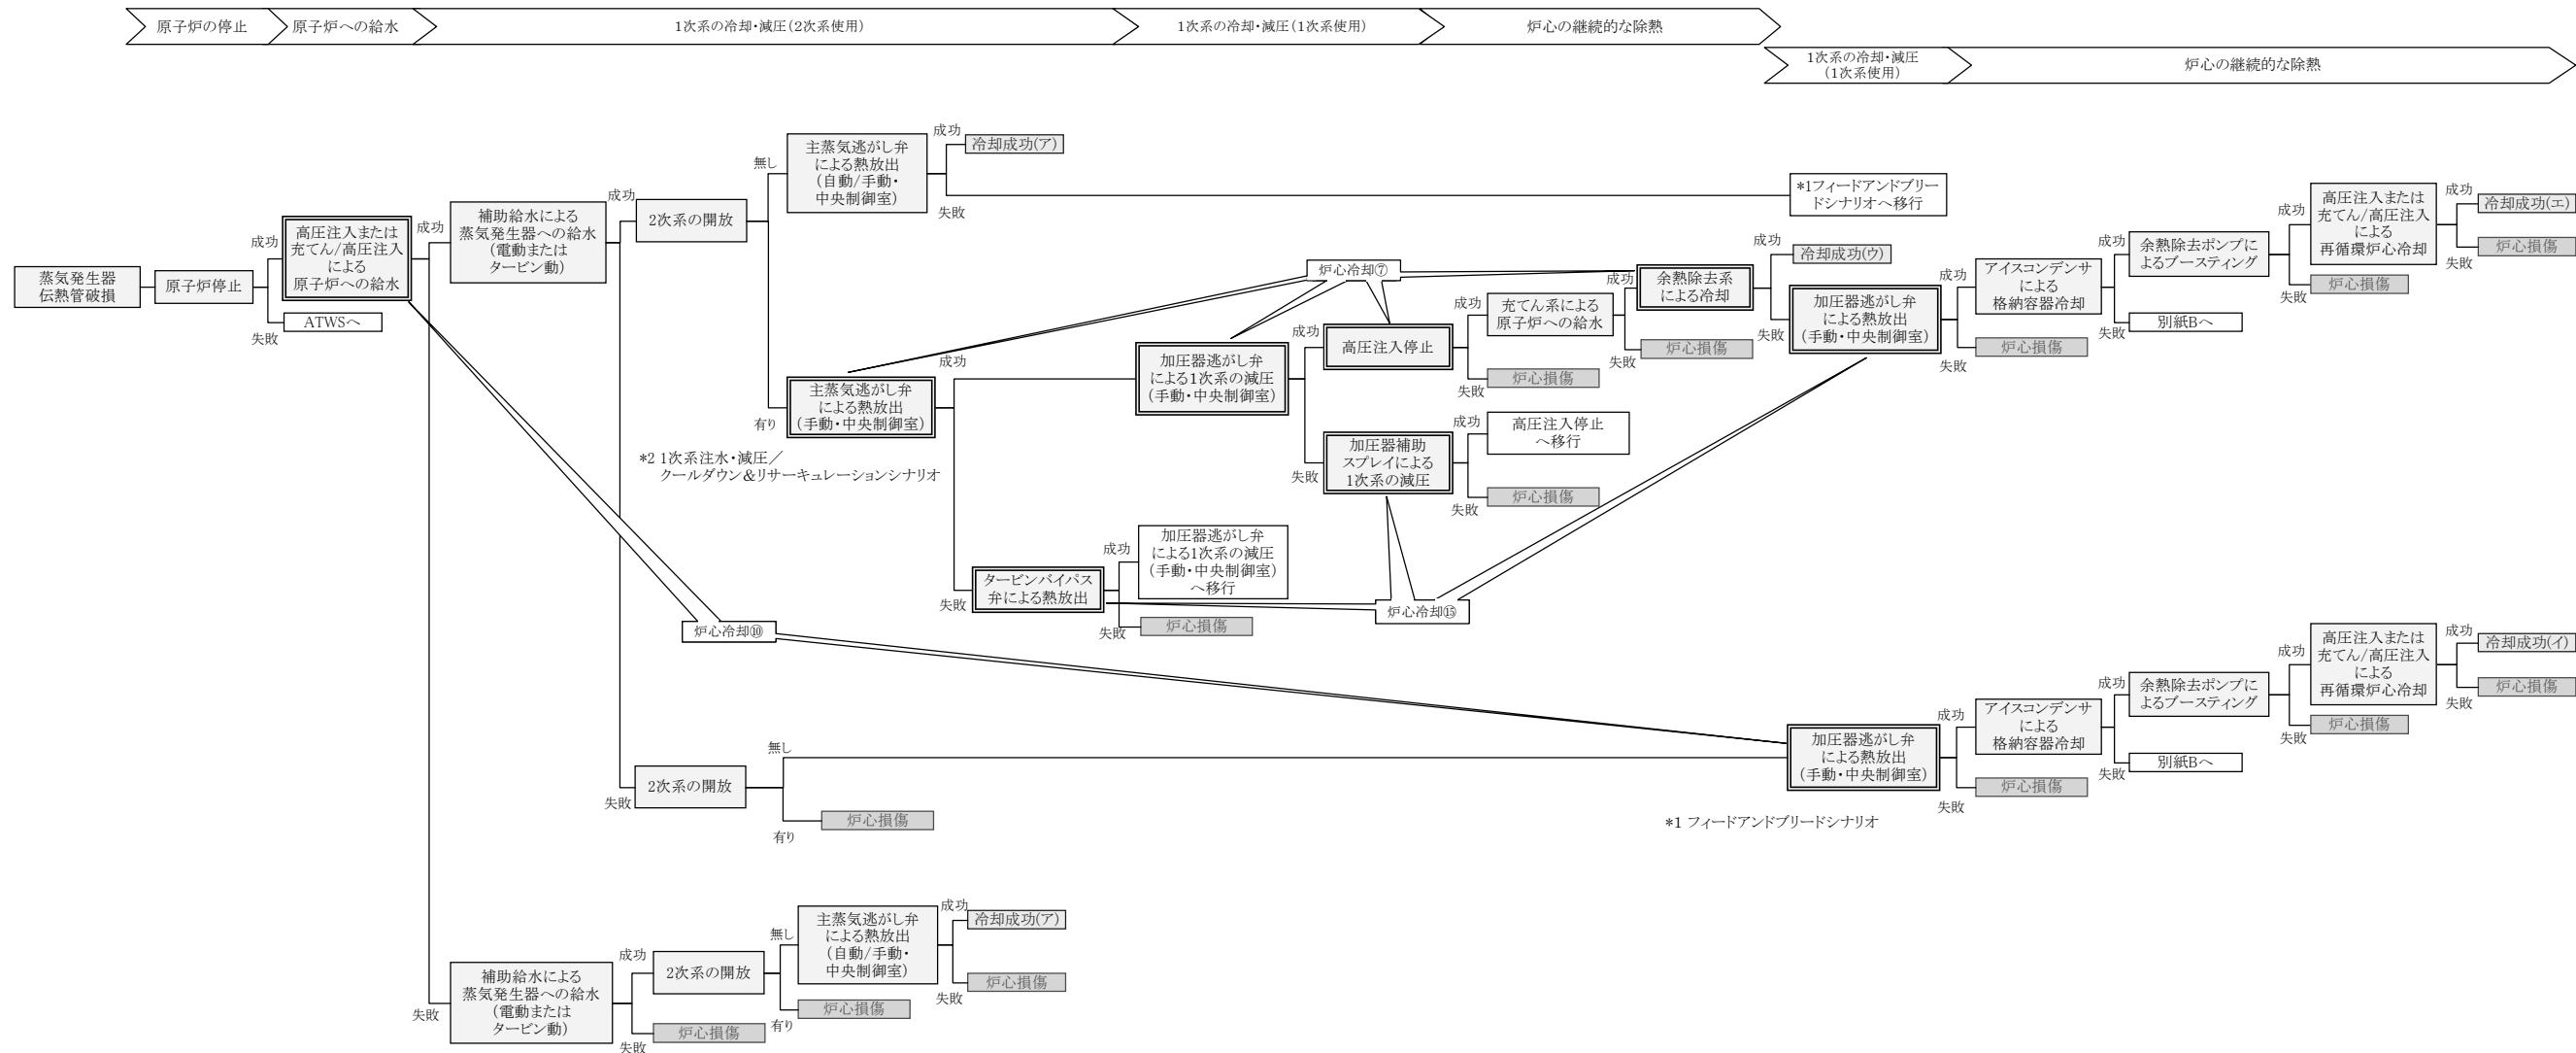 原子炉の停止
原子炉への給水
1次系の冷却・減圧(2次系使用)
1次系の冷却・減圧(1次系使用)
炉心の継続的な除熱
1次系の冷却・減圧
(1次系使用)
炉心の継続的な除熱
蒸気発生器
伝熱管破損
原子炉停止
成功
失敗
高圧注入または
充てん/高圧注入
による
原子炉への給水
ATWSへ
成功
失敗
補助給水による
蒸気発生器への給水
(電動または
タービン動)
成功
失敗
2次系の開放
無し
有り
主蒸気逃がし弁
による熱放出
(自動/手動・
中央制御室)
成功
冷却成功(ア)
失敗
*1フィードアンドブリー
ドシナリオへ移行
主蒸気逃がし弁
による熱放出
(手動・中央制御室)
*2 1次系注水・減圧/
クールダウン&リサーキュレーションシナリオ
成功
失敗
加圧器逃がし弁
による1次系の減圧
(手動・中央制御室)
成功
失敗
炉心冷却⑦
高圧注入停止
成功
失敗
充てん系による
原子炉への給水
炉心損傷
成功
失敗
余熱除去系
による冷却
炉心損傷
成功
失敗
冷却成功(ウ)
加圧器逃がし弁
による熱放出
(手動・中央制御室)
成功
失敗
アイスコンデンサ
による
格納容器冷却
炉心損傷
成功
失敗
余熱除去ポンプに
よるブースティング
別紙Bへ
成功
失敗
高圧注入または
充てん/高圧注入
による
再循環炉心冷却
炉心損傷
成功
失敗
冷却成功(エ)
炉心損傷
加圧器補助
スプレイによる
1次系の減圧
成功
失敗
高圧注入停止
へ移行
炉心損傷
タービンバイパス
弁による熱放出
成功
失敗
加圧器逃がし弁
による1次系の減圧
(手動・中央制御室)
へ移行
炉心損傷
炉心冷却⑮
炉心冷却⑩
2次系の開放
無し
有り
炉心損傷
加圧器逃がし弁
による熱放出
(手動・中央制御室)
*1 フィードアンドブリードシナリオ
成功
失敗
アイスコンデンサ
による
格納容器冷却
炉心損傷
成功
失敗
余熱除去ポンプに
よるブースティング
別紙Bへ
成功
失敗
高圧注入または
充てん/高圧注入
による
再循環炉心冷却
炉心損傷
成功
失敗
冷却成功(イ)
炉心損傷
補助給水による
蒸気発生器への給水
(電動または
タービン動)
成功
失敗
2次系の開放
炉心損傷
無し
有り
主蒸気逃がし弁
による熱放出
(自動/手動・
中央制御室)
炉心損傷
成功
失敗
冷却成功(ア)
炉心損傷